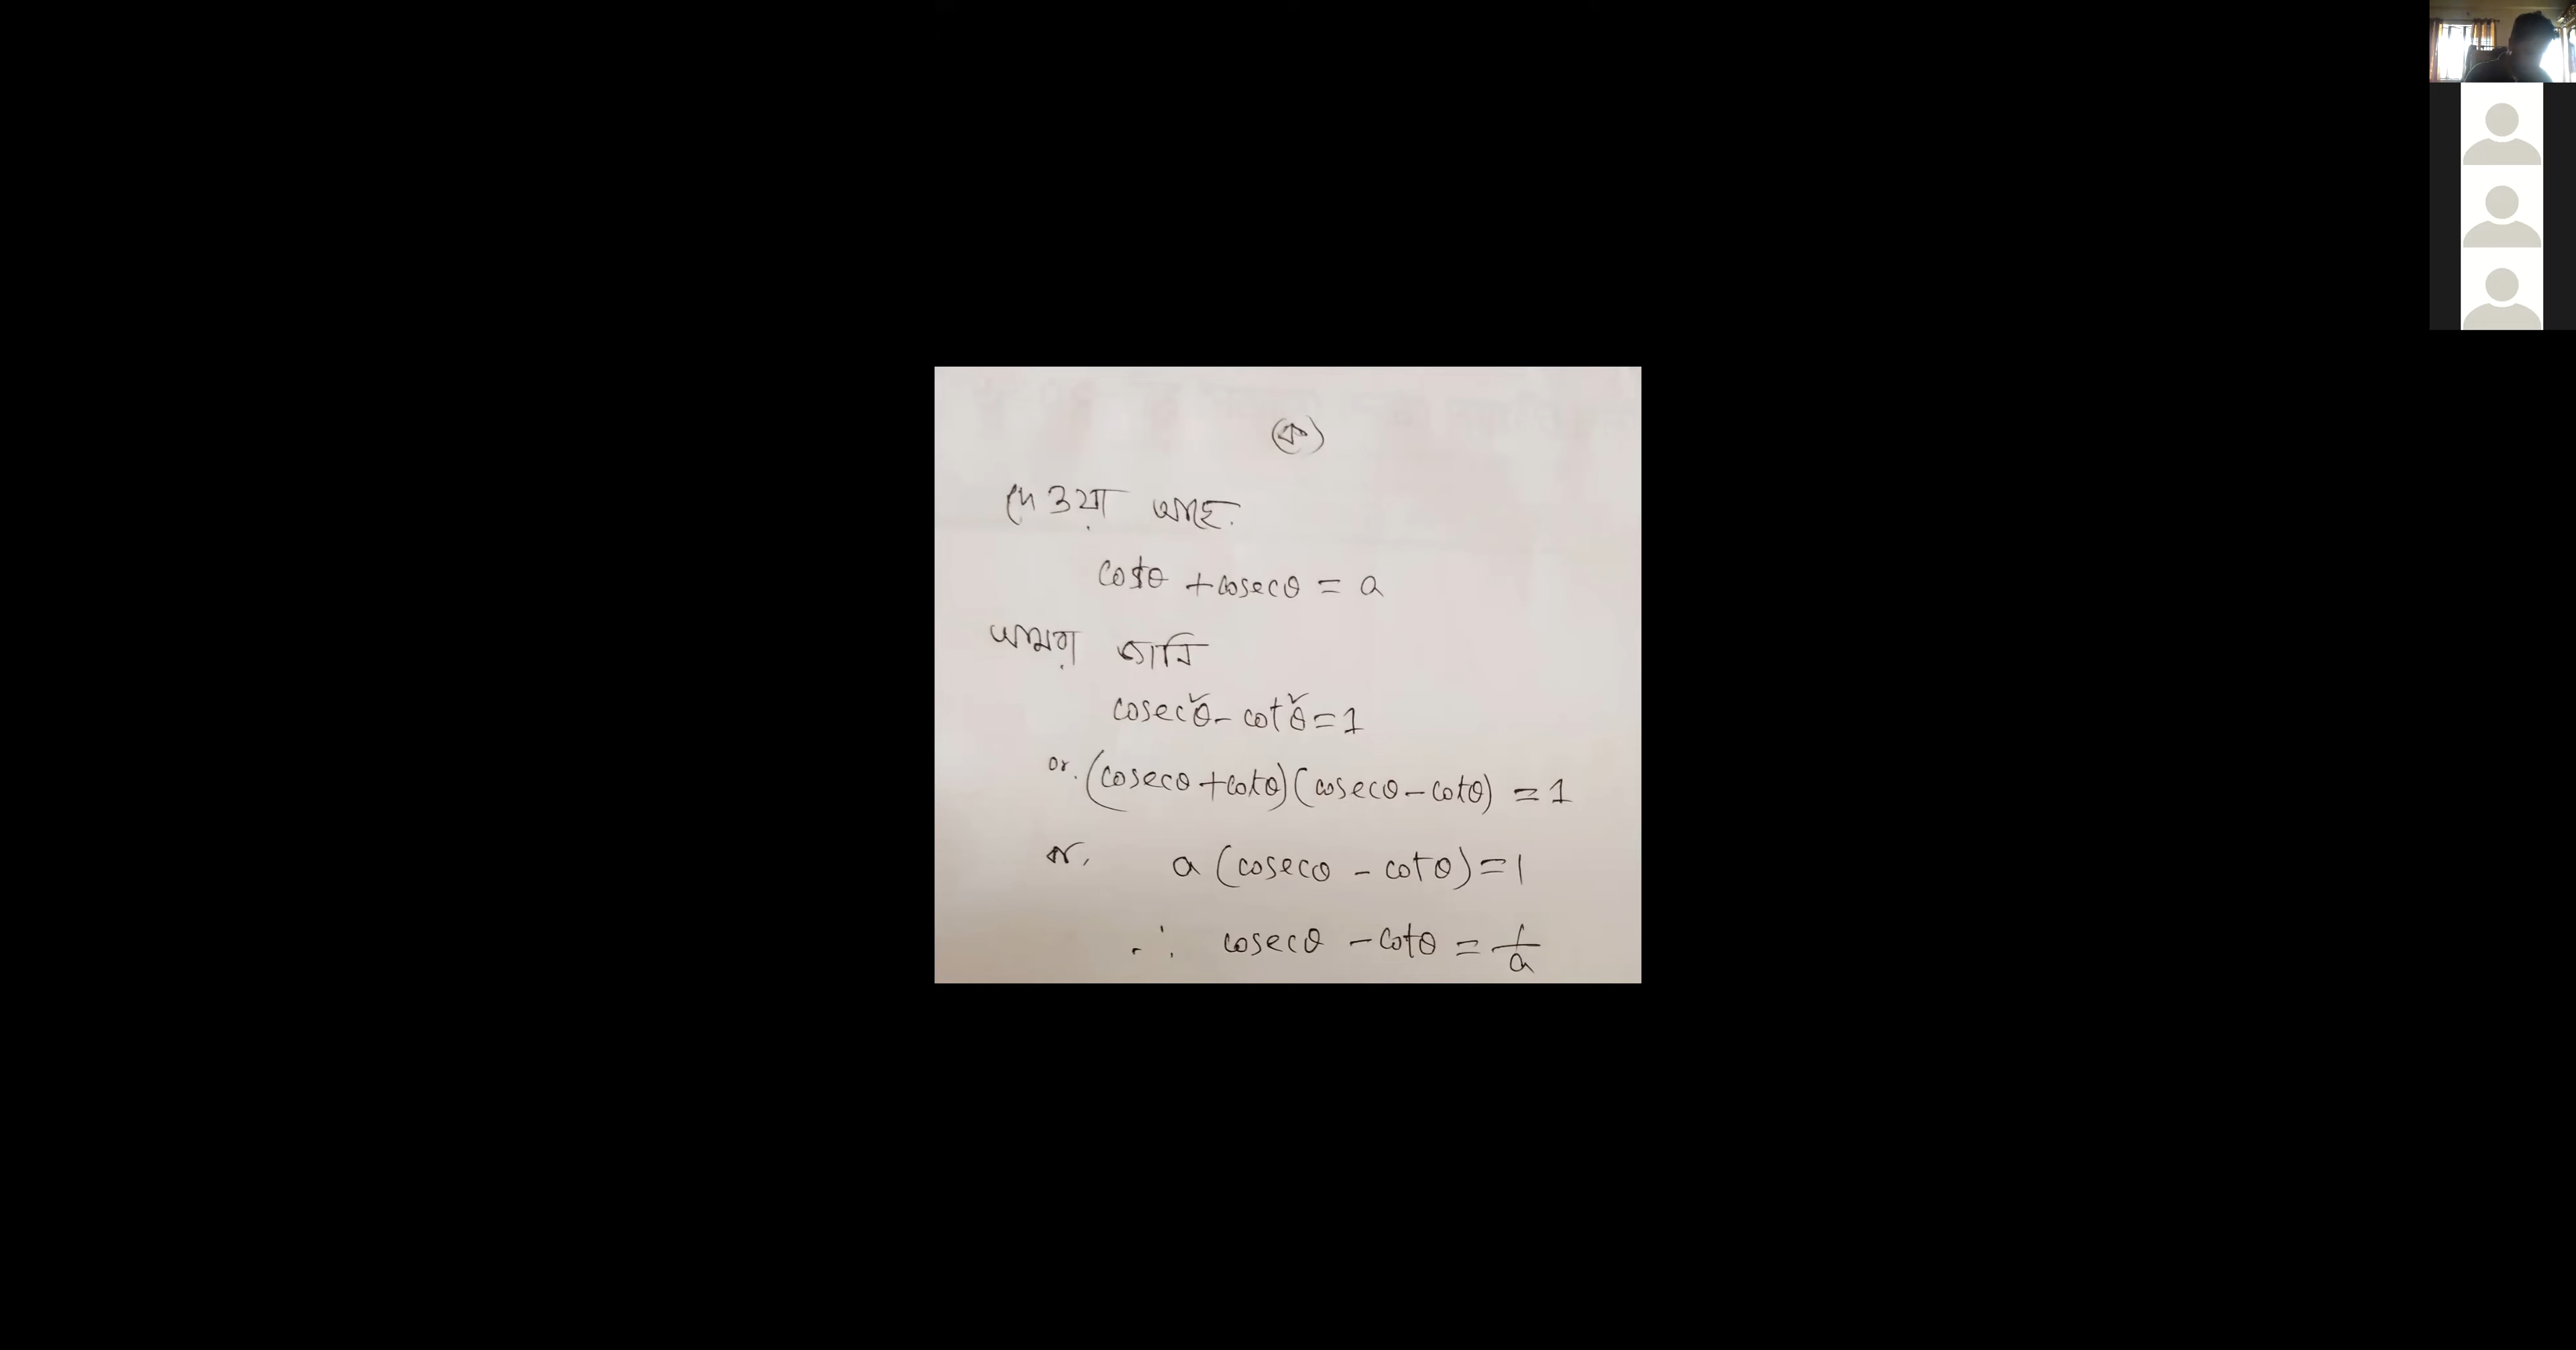 (ক)
দেওয়া আছে.
cotθ + cosecθ = a
আমরা জানি
cosec²θ - cot²θ = 1
or. (cosecθ + cotθ)(cosecθ - cotθ) = 1
or, a (cosecθ - cotθ) = 1
∴ cosecθ - cotθ = 1/a